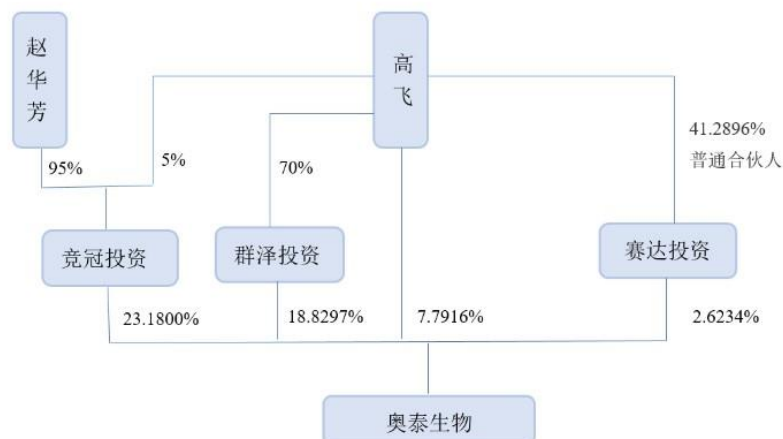 赵
华
芳
高
飞
41.2896%
普通合伙人
95%
5%
70%
竞冠投资
群泽投资
赛达投资
23.1800%
18.8297%
7.7916%
2.6234%
奥泰生物